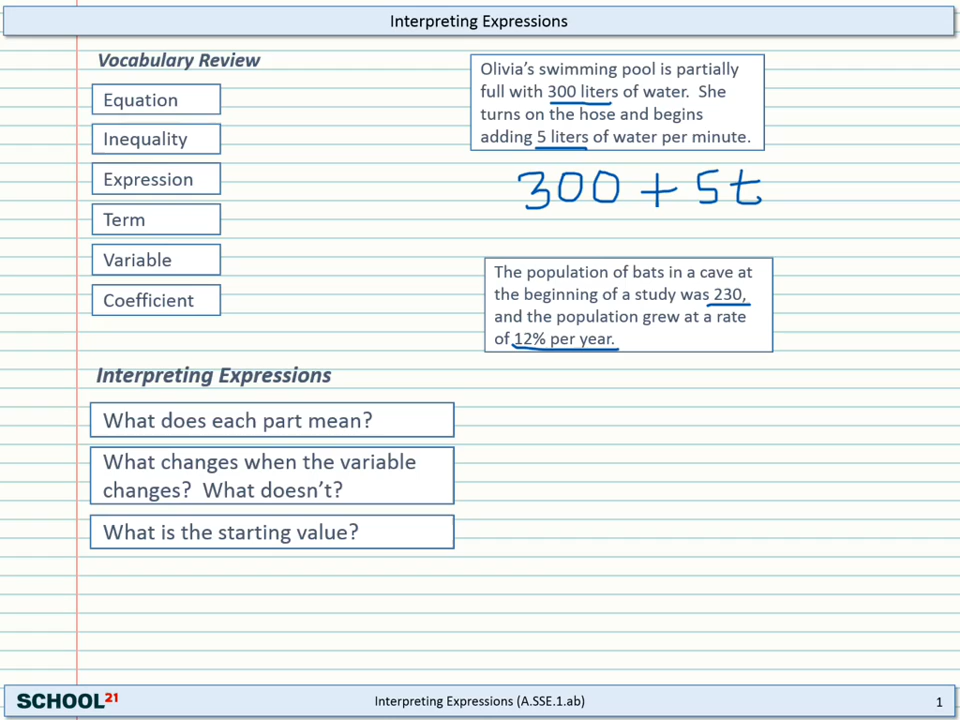 Interpreting Expressions
Vocabulary Review
Equation
Inequality
Expression
Term
Variable
Coefficient
Olivia’s swimming pool is partially
full with 300 liters of water.  She
turns on the hose and begins
adding 5 liters of water per minute.
300 + 5t
The population of bats in a cave at
the beginning of a study was 230,
and the population grew at a rate
of 12% per year.
Interpreting Expressions
What does each part mean?
What changes when the variable
changes?  What doesn’t?
What is the starting value?
SCHOOL21
Interpreting Expressions (A.SSE.1.ab)
1